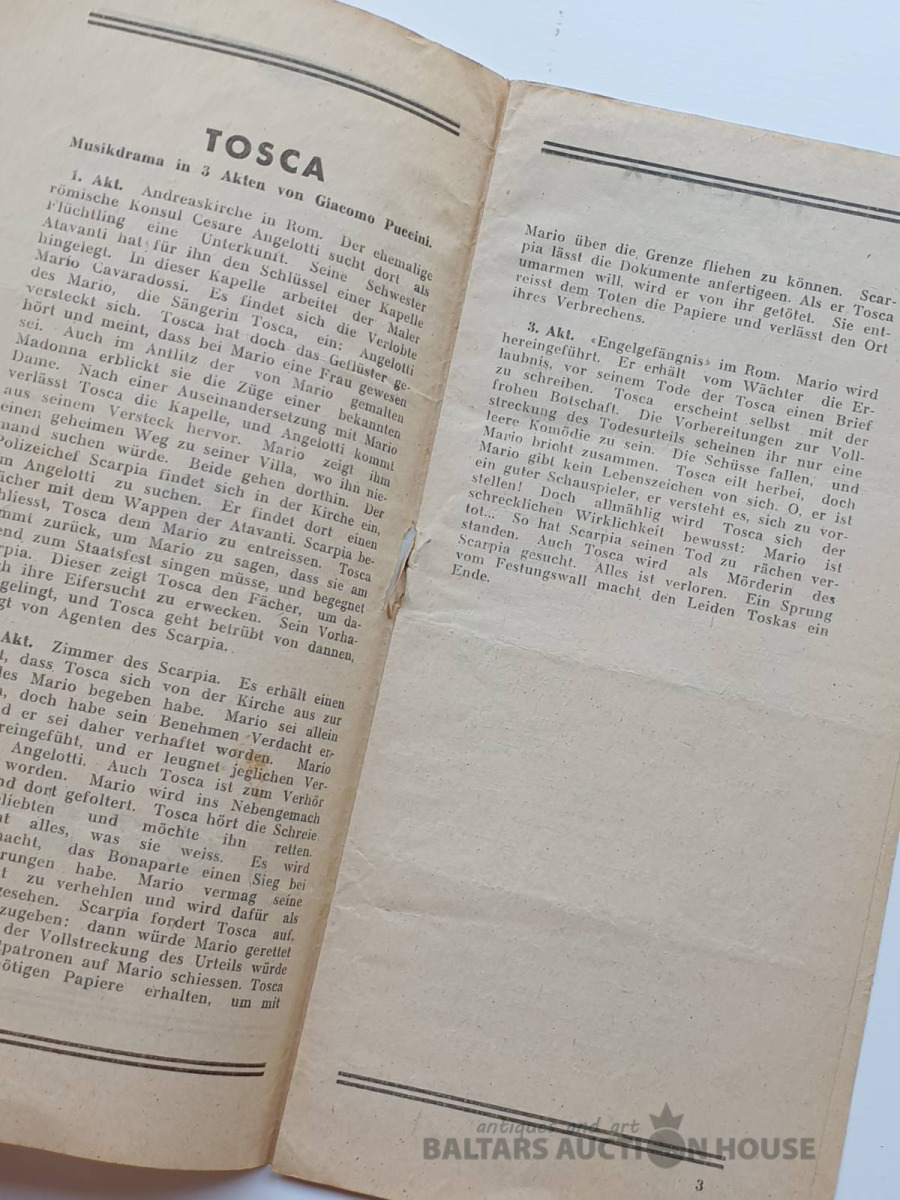 TOSCA
Musikdrama in 3 Akten von Giacomo Puccini.
1. Akt. Andreaskirche in Rom. Der ehemalige
römische Konsul Cesare Angelotti sucht dort als
Flüchtling eine Unterkunft. Seine Schwester
Atavanti hat für ihn den Schlüssel einer Kapelle
hingelegt. In dieser Kapelle arbeitet der Maler
Mario Cavaradossi. Es findet sich die Verlobte
des Mario, die Sängerin Tosca, ein; Angelotti
versteckt sich. Tosca hat doch das Geflüster ge-
hört und meint, dass bei Mario eine Frau gewesen
sei. Auch im Antlitz der von Mario gemalten
Madonna erblickt sie die Züge einer bekannten
Dame. Nach einer Auseinandersetzung mit Mario
verlässt Tosca die Kapelle, und Angelotti kommt
aus seinem Versteck hervor. Mario zeigt ihm
einen geheimen Weg zu seiner Villa, wo ihn nie-
mand suchen würde. Beide gehen dorthin. Der
Polizeichef Scarpia findet sich in der Kirche ein,
Angelotti zu suchen. Er findet dort einen
mit dem Wappen der Atavanti. Scarpia be-
Tosca dem Mario zu entreissen. Tosca
zurück, um Mario zu sagen, dass sie am
zum Staatsfest singen müsse, und begegnet
Dieser zeigt Tosca den Fächer, um da-
ihre Eifersucht zu erwecken. Sein Vorha-
gelingt, und Tosca geht betrübt von dannen,
von Agenten des Scarpia.
Akt. Zimmer des Scarpia. Es erhält einen
dass Tosca sich von der Kirche aus zur
des Mario begeben habe. Mario sei allein
doch habe sein Benehmen Verdacht er-
er sei daher verhaftet worden. Mario
und er leugnet jeglichen Ver-
Angelotti. Auch Tosca ist zum Verhör
worden. Mario wird ins Nebengemach
dort gefoltert. Tosca hört die Schreie
und möchte ihn retten.
alles, was sie weiss. Es wird
das Bonaparte einen Sieg bei
habe. Mario vermag seine
zu verhehlen und wird dafür als
Scarpia fordert Tosca auf,
zugeben: dann würde Mario gerettet
der Vollstreckung des Urteils würde
auf Mario schiessen. Tosca
Papiere erhalten, um mit
Mario über die Grenze fliehen zu können. Scar-
pia lässt die Dokumente anfertigeen. Als er Tosca
umarmen will, wird er von ihr getötet. Sie ent-
reisst dem Toten die Papiere und verlässt den Ort
ihres Verbrechens.
3. Akt. «Engelgefängnis» im Rom. Mario wird
hereingeführt. Er erhält vom Wächter die Er-
laubnis, vor seinem Tode der Tosca einen Brief
zu schreiben. Tosca erscheint selbst mit der
frohen Botschaft. Die Vorbereitungen zur Voll-
streckung des Todesurteils scheinen ihr nur eine
leere Komödie zu sein. Die Schüsse fallen, und
Mario bricht zusammen. Tosca eilt herbei, doch
Mario gibt kein Lebenszeichen von sich. O, er ist
ein guter Schauspieler, er versteht es, sich zu vor-
stellen! Doch allmählig wird Tosca sich der
schrecklichen Wirklichkeit bewusst: Mario ist
tot... So hat Scarpia seinen Tod zu rächen ver-
standen. Auch Tosca wird als Mörderin des
Scarpia gesucht. Alles ist verloren. Ein Sprung
vom Festungswall macht den Leiden Toskas ein
Ende.
3
antiques and art
BALTARS AUCTION HOUSE